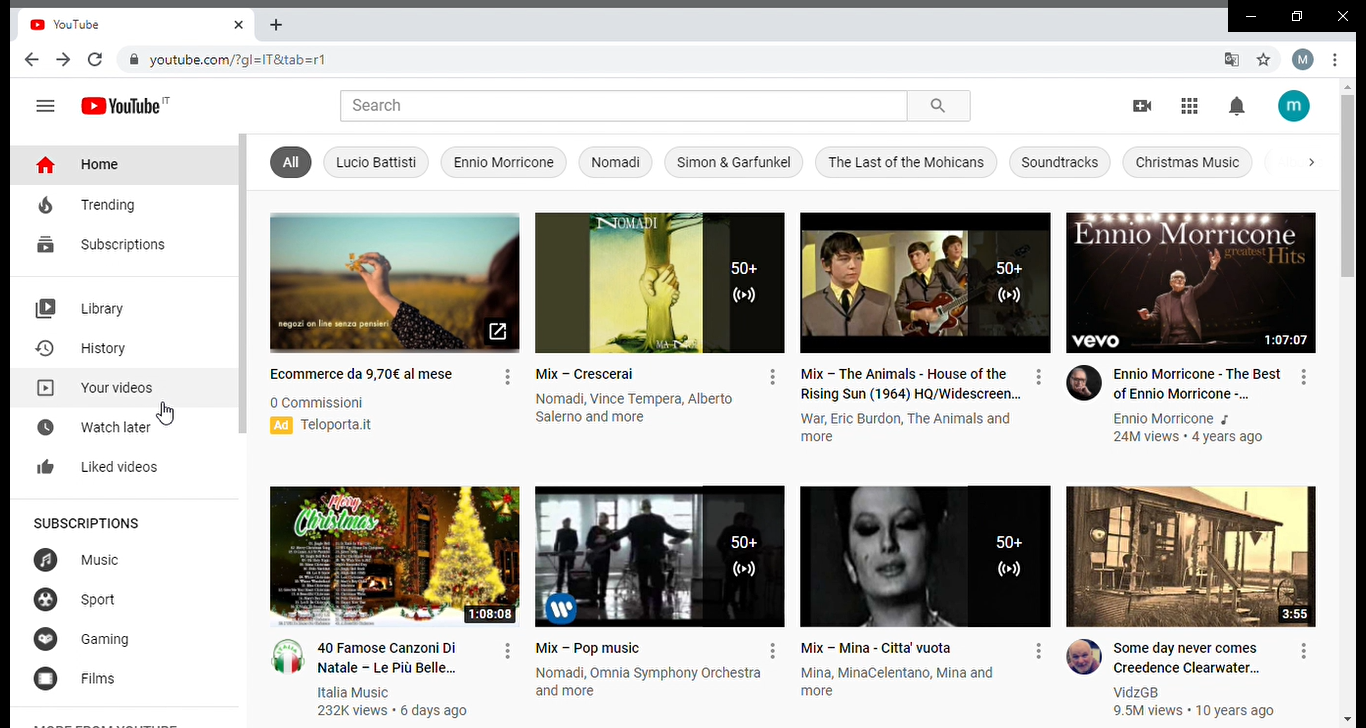 YouTube
youtube.com/?gl=IT&tab=r1
M
YouTube IT
Search
m
Home
Trending
Subscriptions
Library
History
Your videos
Watch later
Liked videos
SUBSCRIPTIONS
Music
Sport
Gaming
Films
MORE FROM YOUTUBE
All
Lucio Battisti
Ennio Morricone
Nomadi
Simon & Garfunkel
The Last of the Mohicans
Soundtracks
Christmas Music
negozi on line senza pensieri
Ecommerce da 9,70€ al mese
0 Commissioni
Ad Teleporta.it
NOMADI
50+
Mix – Crescerai
Nomadi, Vince Tempera, Alberto
Salerno and more
50+
Mix – The Animals - House of the
Rising Sun (1964) HQ/Widescreen...
War, Eric Burdon, The Animals and
more
Ennio Morricone
greatest Hits
vevo
1:07:07
Ennio Morricone - The Best
of Ennio Morricone -...
Ennio Morricone
24M views • 4 years ago
Merry
Christmas
1:08:08
40 Famose Canzoni Di
Natale – Le Più Belle...
Italia Music
232K views • 6 days ago
50+
Mix – Pop music
Nomadi, Omnia Symphony Orchestra
and more
50+
Mix – Mina - Citta' vuota
Mina, MinaCelentano, Mina and
more
3:55
Some day never comes
Creedence Clearwater...
VidzGB
9.5M views • 10 years ago